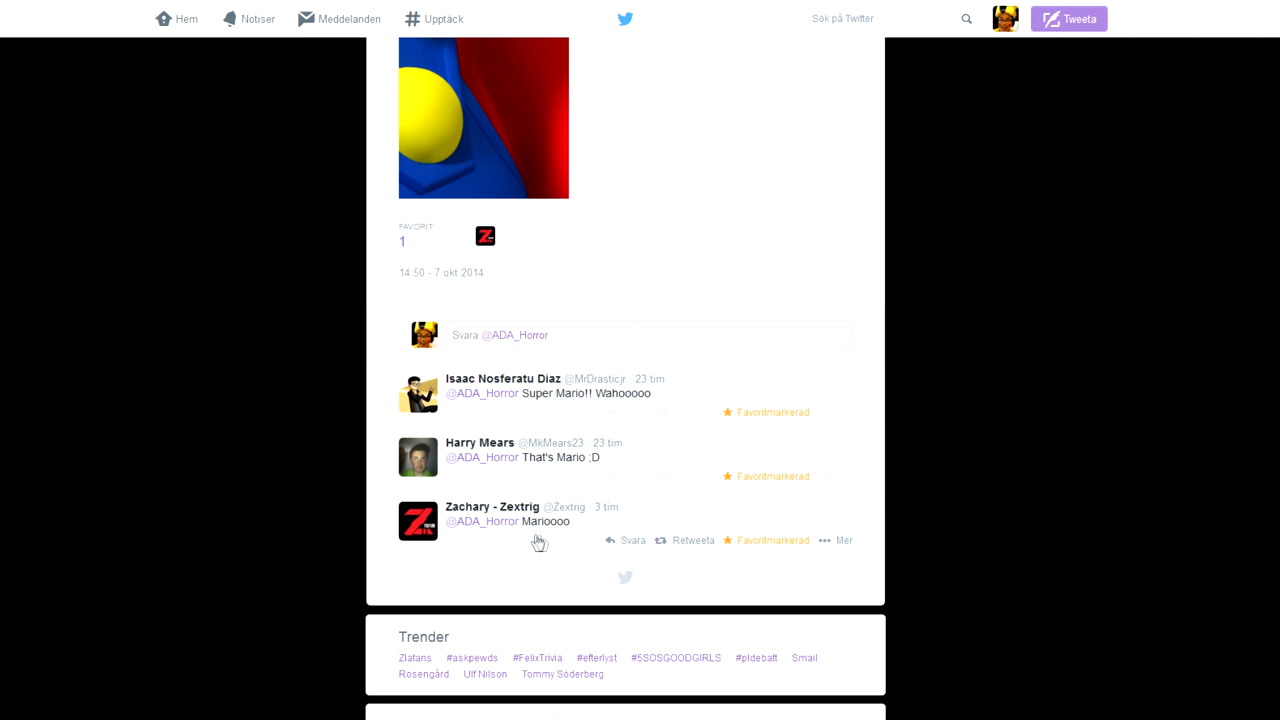 Hem Notiser Meddelanden Upptäck Sök på Twitter Tweeta
FAVORIT
1
14 50 - 7 okt 2014
Svara @ADA_Horror
Isaac Nosferatu Diaz @MrDrasticjr · 23 tim
@ADA_Horror Super Mario!! Wahooooo
Favoritmarkerad
Harry Mears @MkMears23 · 23 tim
@ADA_Horror That's Mario ;D
Favoritmarkerad
Zachary - Zextrig @Zextrig · 3 tim
@ADA_Horror Marioooo
Svara Retweeta Favoritmarkerad Mer
Trender
Zlatans #askpewds #FelixTrivia #efterlyst #5SOSGOODGIRLS #pldebatt Smail
Rosengård Ulf Nilson Tommy Söderberg